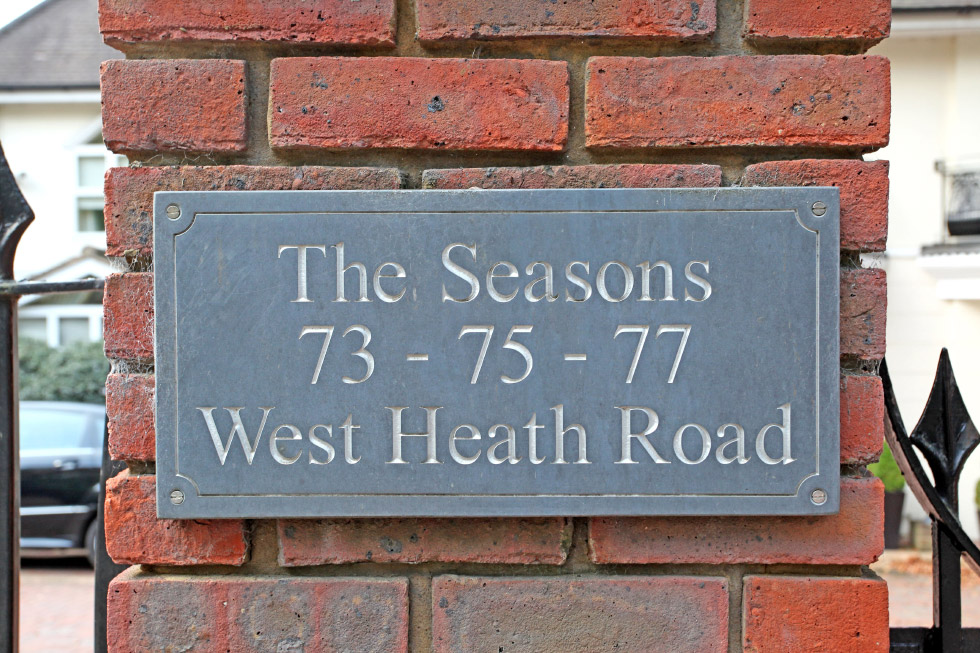 The Seasons
73 - 75 - 77
West Heath Road